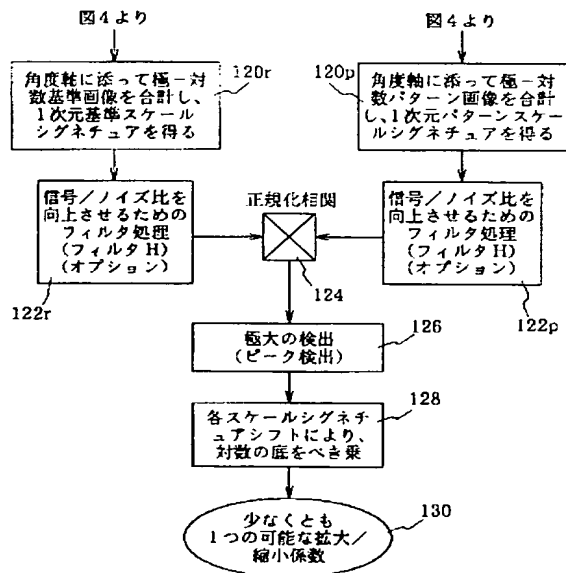 図4より
図4より
120r
120p
角度軸に添って極−対
数基準画像を合計し、
1次元基準スケール
シグネチュアを得る
角度軸に添って極−対
数パターン画像を合計
し、1次元パターンスケ
ールシグネチュアを得る
信号/ノイズ比を
向上させるための
フィルタ処理
(フィルタH)
(オプション)
122r
正規化相関
124
信号/ノイズ比を
向上させるための
フィルタ処理
(フィルタH)
(オプション)
122p
極大の検出
(ピーク検出)
126
各スケールシグネチ
ュアシフトにより、
対数の底をべき乗
128
少なくとも
1つの可能な拡大/
縮小係数
130